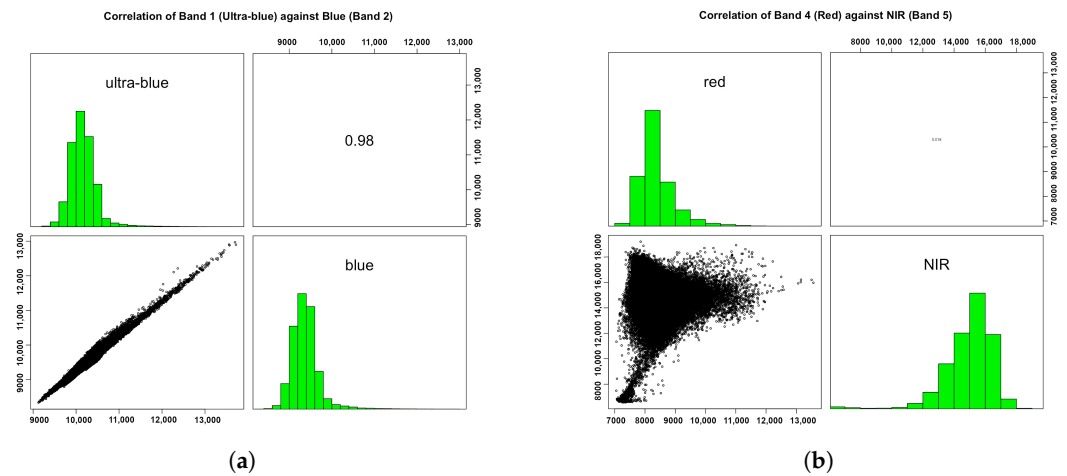 Correlation of Band 1 (Ultra-blue) against Blue (Band 2)
9000 10,000 11,000 12,000 13,000
ultra-blue
0.98
9000 10,000 11,000 12,000 13,000
9000 10,000 11,000 12,000 13,000
blue
9000 10,000 11,000 12,000 13,000
(a)
Correlation of Band 4 (Red) against NIR (Band 5)
8000 10,000 12,000 14,000 16,000 18,000
red
7000 8000 9000 10,000 11,000 12,000 13,000
8000 10,000 12,000 14,000 16,000 18,000
NIR
7000 8000 9000 10,000 11,000 12,000 13,000
(b)